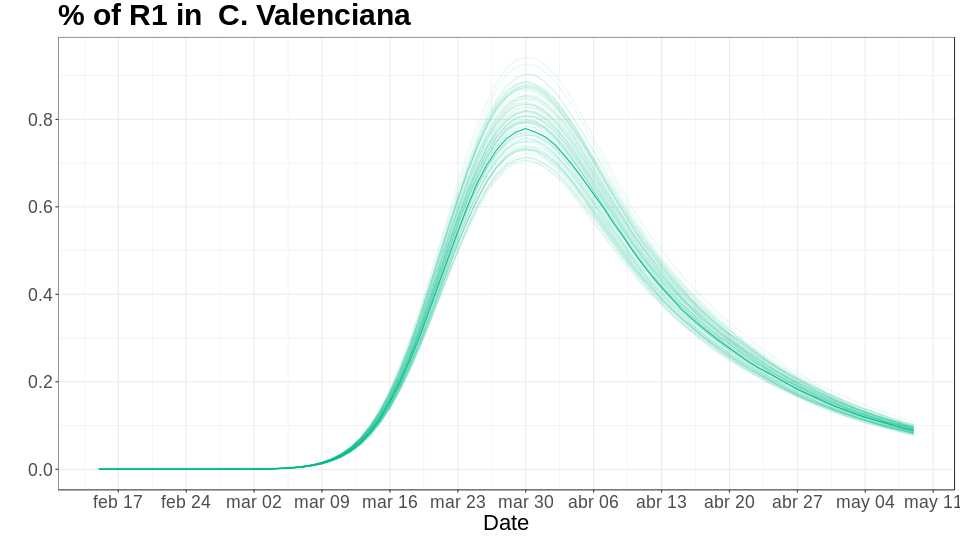 % of R1 in  C. Valenciana
0.8
0.6
0.4
0.2
0.0
feb 17 feb 24 mar 02 mar 09 mar 16 mar 23 mar 30 abr 06 abr 13 abr 20 abr 27 may 04 may 11
Date